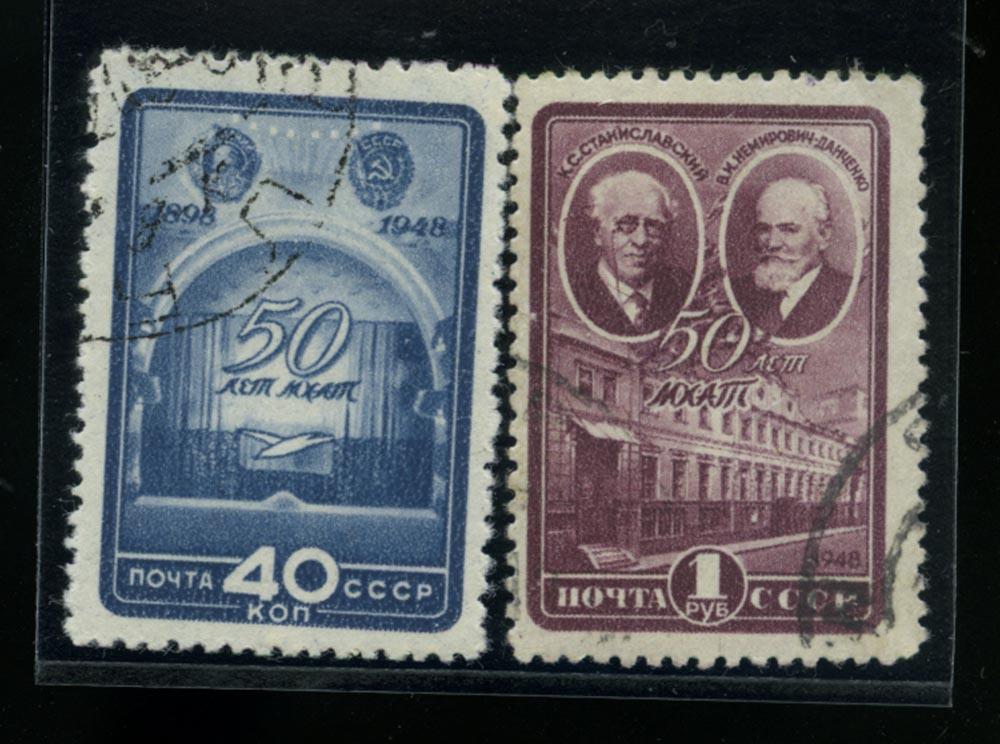 СССР
1898 1948
50
лет мхат
ПОЧТА 40 СССР
КОП
К.С.СТАНИСЛАВСКИЙ
В.И.НЕМИРОВИЧ-ДАНЧЕНКО
50 лет
мхат
1948
ПОЧТА 1 СССР
РУБ